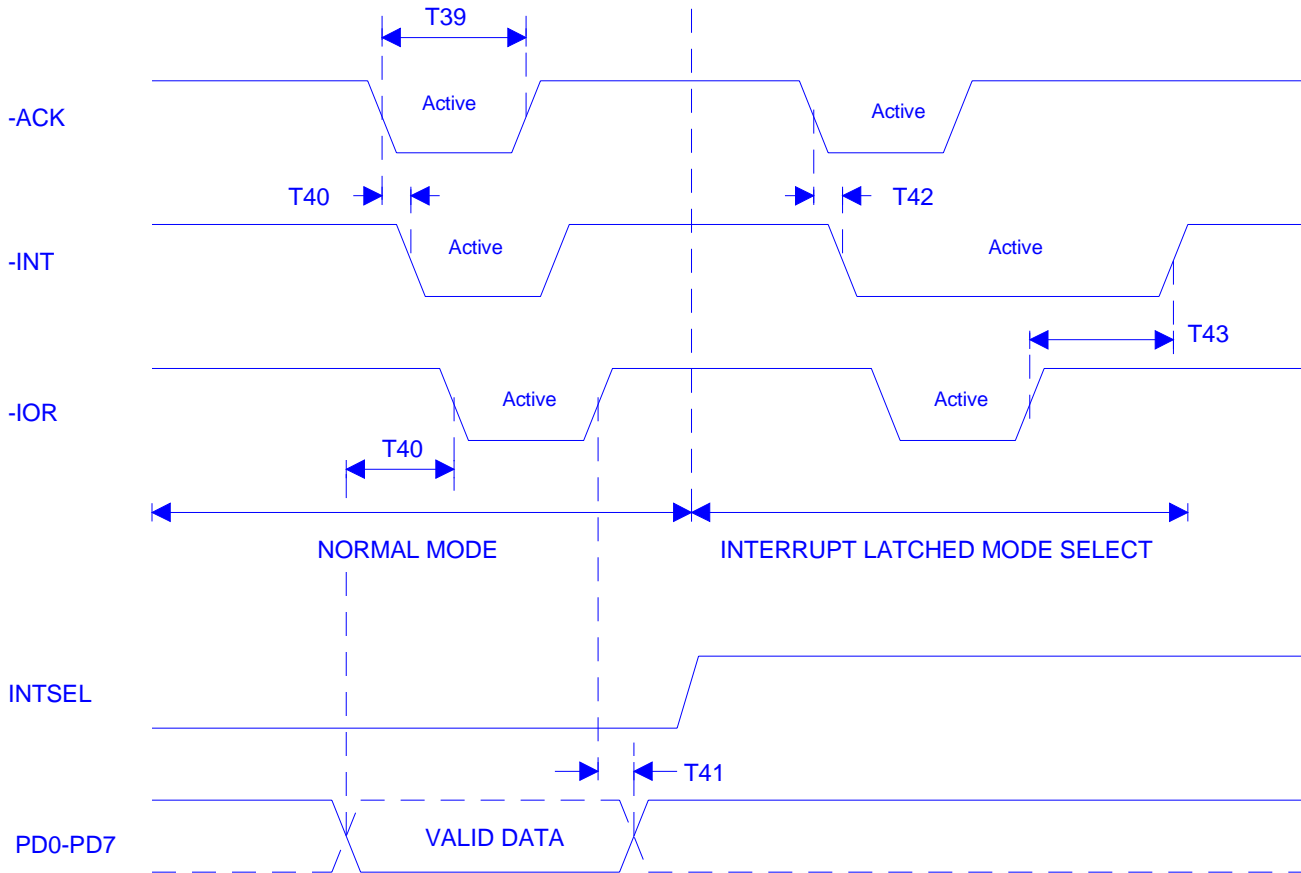 T39
-ACK
Active
Active
T40
T42
-INT
Active
Active
T43
-IOR
Active
Active
T40
NORMAL MODE
INTERRUPT LATCHED MODE SELECT
INTSEL
T41
PD0-PD7
VALID DATA